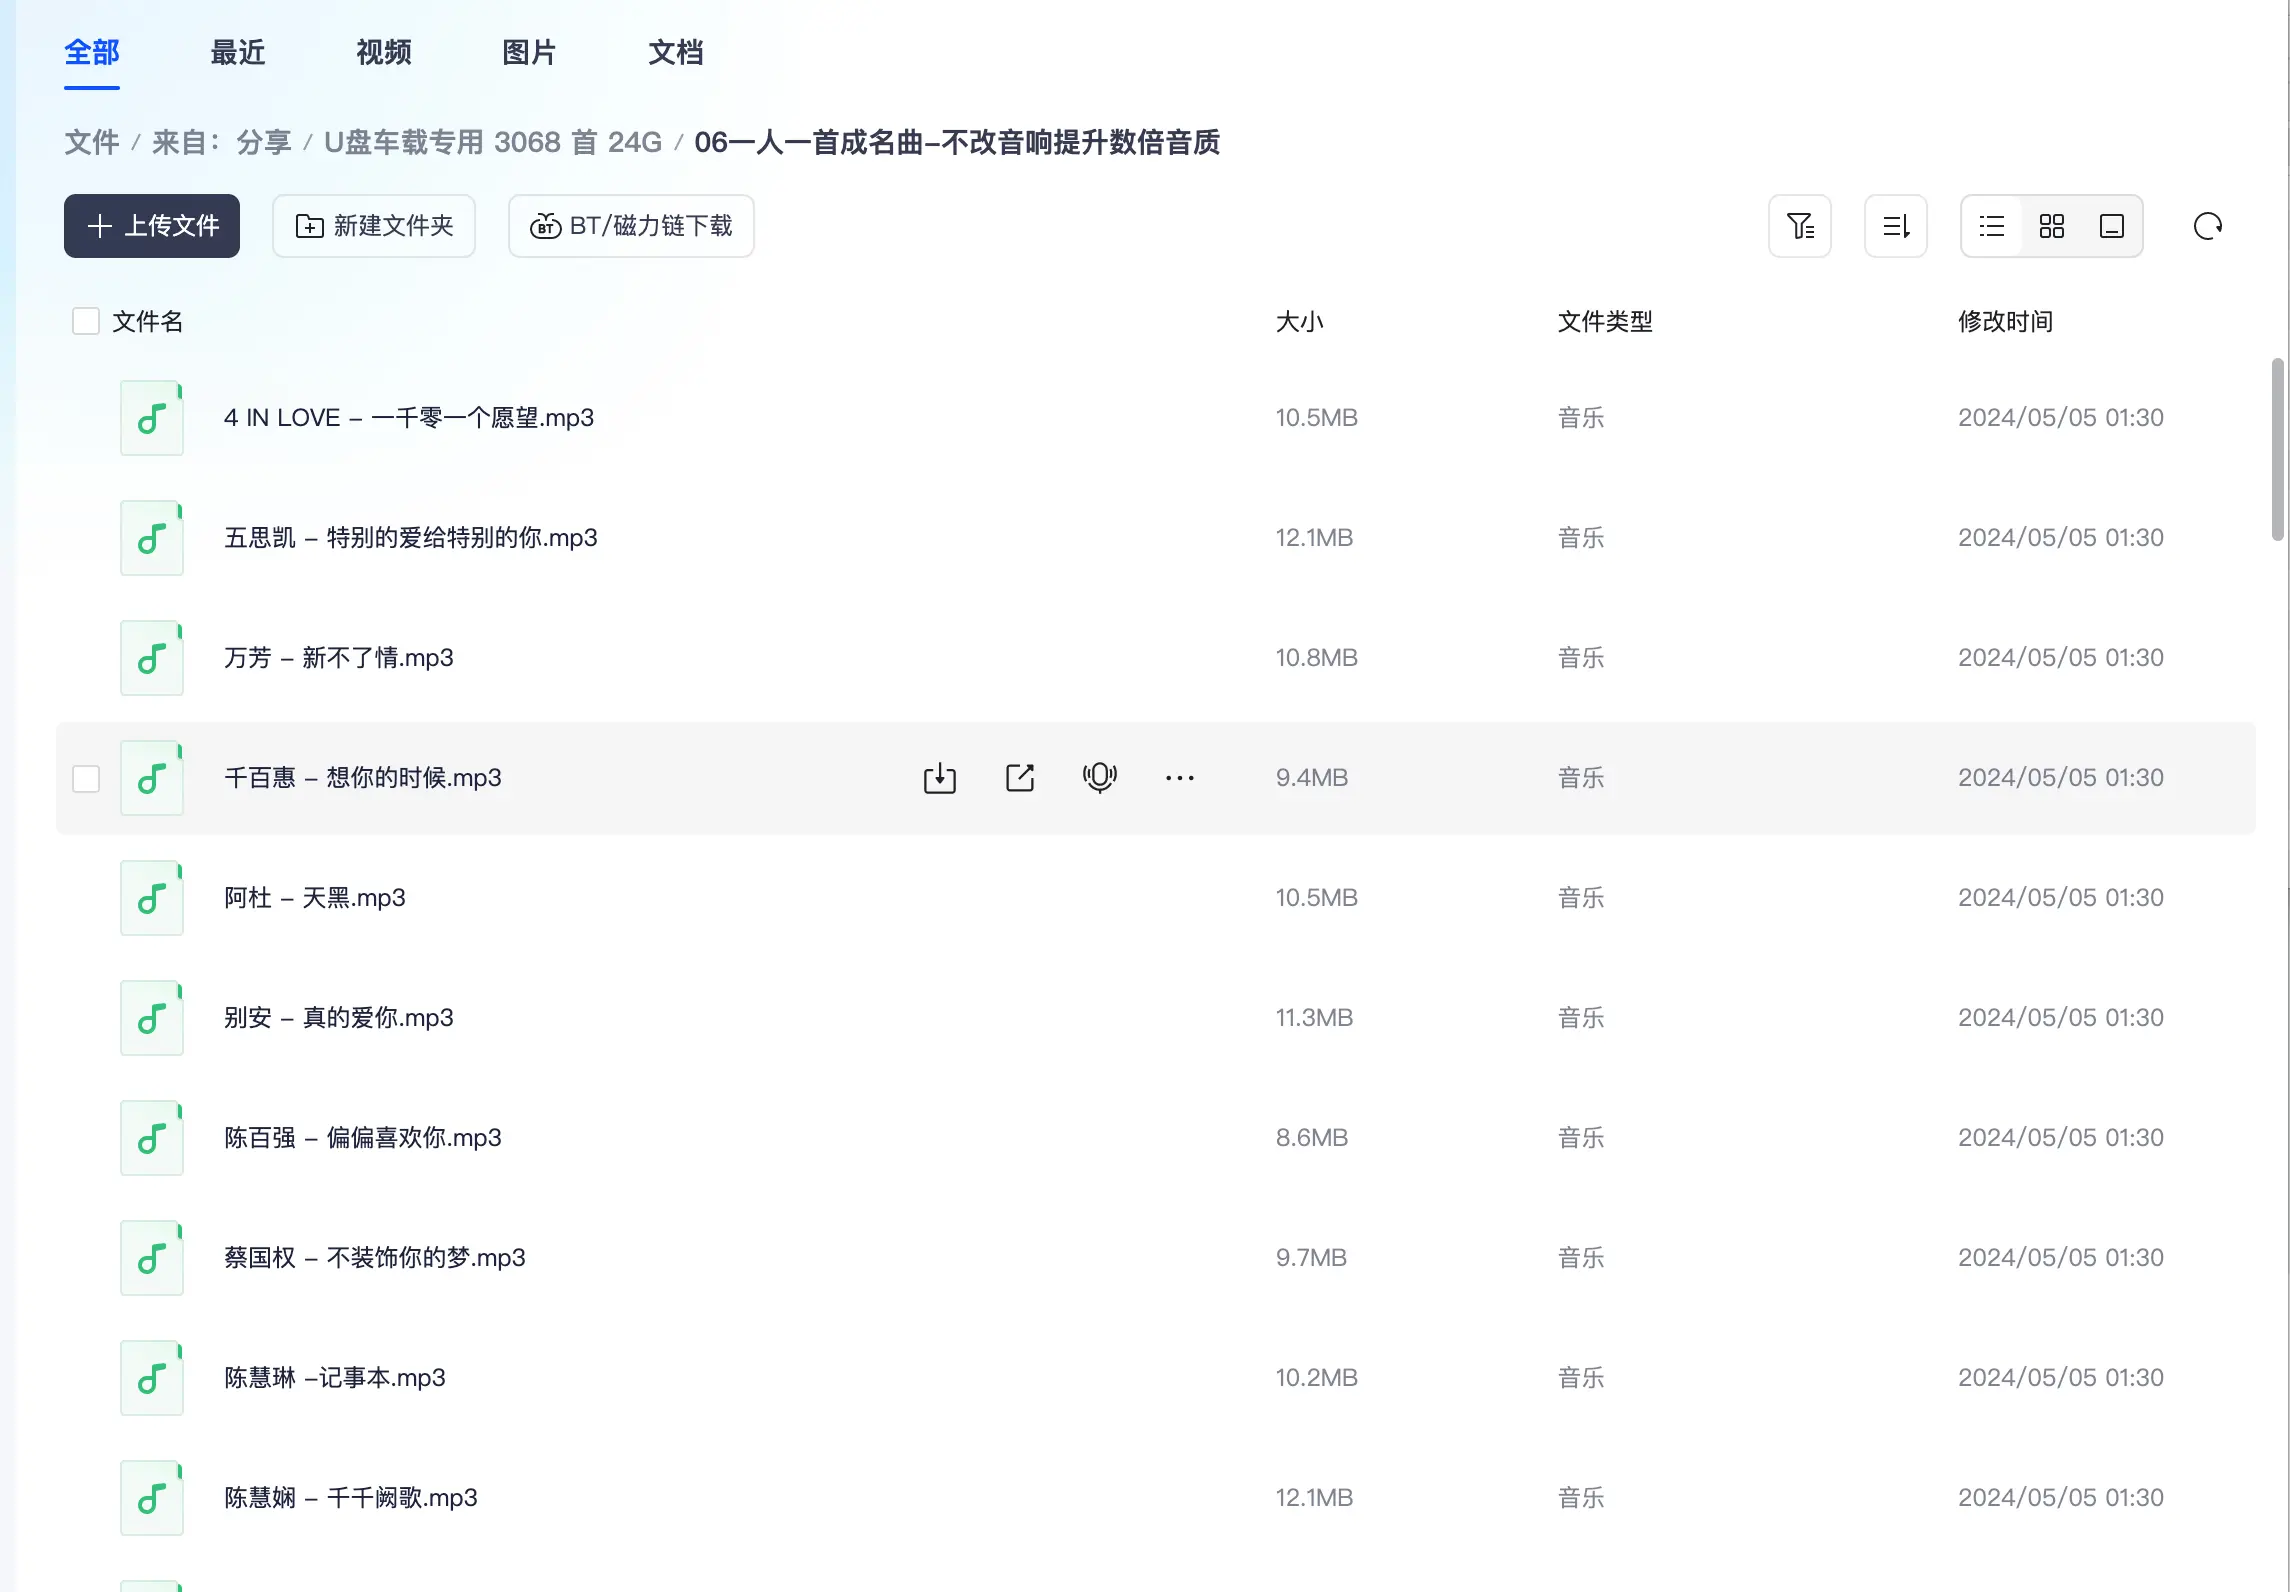 全部 最近 视频 图片 文档
文件 / 来自：分享 / U盘车载专用 3068 首 24G / 06一人一首成名曲-不改音响提升数倍音质
上传文件 新建文件夹 BT BT/磁力链下载
文件名 大小 文件类型 修改时间
4 IN LOVE - 一千零一个愿望.mp3 10.5MB 音乐 2024/05/05 01:30
五思凯 - 特别的爱给特别的你.mp3 12.1MB 音乐 2024/05/05 01:30
万芳 - 新不了情.mp3 10.8MB 音乐 2024/05/05 01:30
千百惠 - 想你的时候.mp3 9.4MB 音乐 2024/05/05 01:30
阿杜 - 天黑.mp3 10.5MB 音乐 2024/05/05 01:30
别安 - 真的爱你.mp3 11.3MB 音乐 2024/05/05 01:30
陈百强 - 偏偏喜欢你.mp3 8.6MB 音乐 2024/05/05 01:30
蔡国权 - 不装饰你的梦.mp3 9.7MB 音乐 2024/05/05 01:30
陈慧琳 -记事本.mp3 10.2MB 音乐 2024/05/05 01:30
陈慧娴 - 千千阙歌.mp3 12.1MB 音乐 2024/05/05 01:30